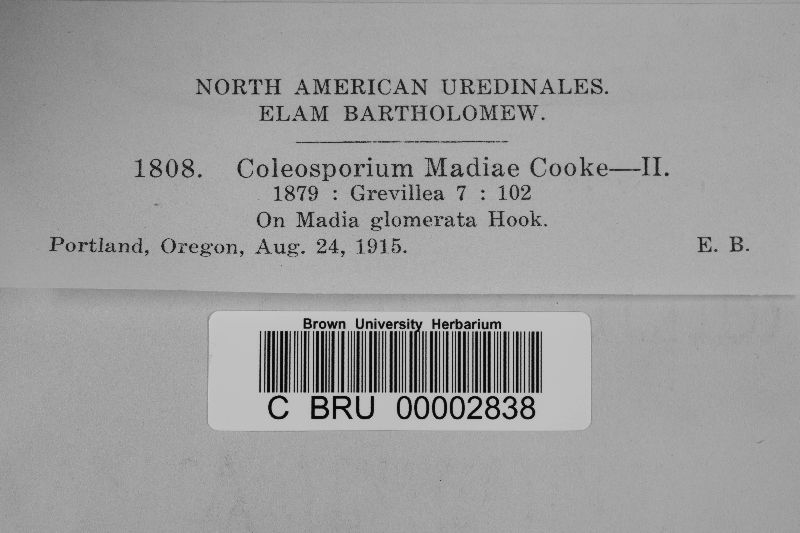 NORTH AMERICAN UREDINALES.
ELAM BARTHOLOMEW.
1808. Coleosporium Madiae Cooke—II.
1879 : Grevillea 7 : 102
On Madia glomerata Hook.
Portland, Oregon, Aug. 24, 1915. E. B.
Brown University Herbarium
C BRU 00002838